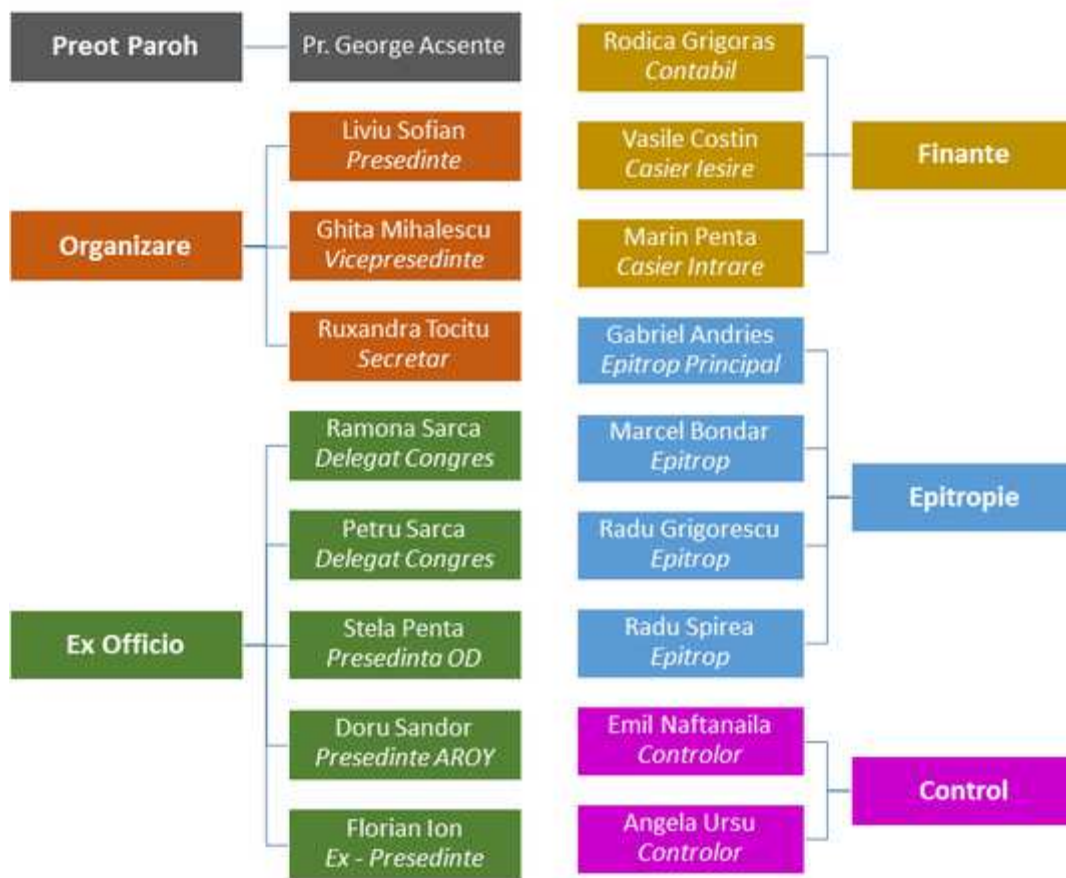 Preot Paroh
Pr. George Acsente
Organizare
Liviu Sofian
Presedinte
Ghita Mihalescu
Vicepresedinte
Ruxandra Tocitu
Secretar
Ex Officio
Ramona Sarca
Delegat Congres
Petru Sarca
Delegat Congres
Stela Penta
Presedinta OD
Doru Sandor
Presedinte AROY
Florian Ion
Ex - Presedinte
Rodica Grigoras
Contabil
Vasile Costin
Casier Iesire
Marin Penta
Casier Intrare
Finante
Gabriel Andries
Epitrop Principal
Marcel Bondar
Epitrop
Radu Grigorescu
Epitrop
Radu Spirea
Epitrop
Epitropie
Emil Naftanaila
Controlor
Angela Ursu
Controlor
Control